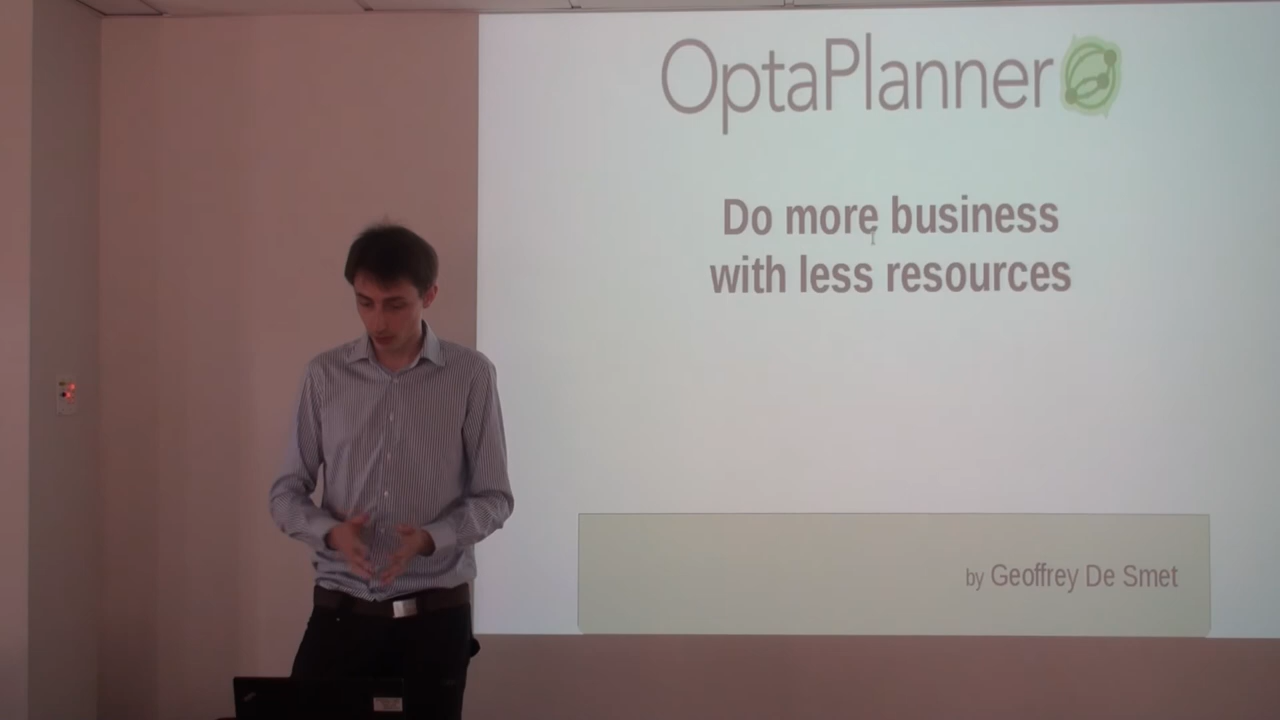 OptaPlanner
Do more business
with less resources
by Geoffrey De Smet